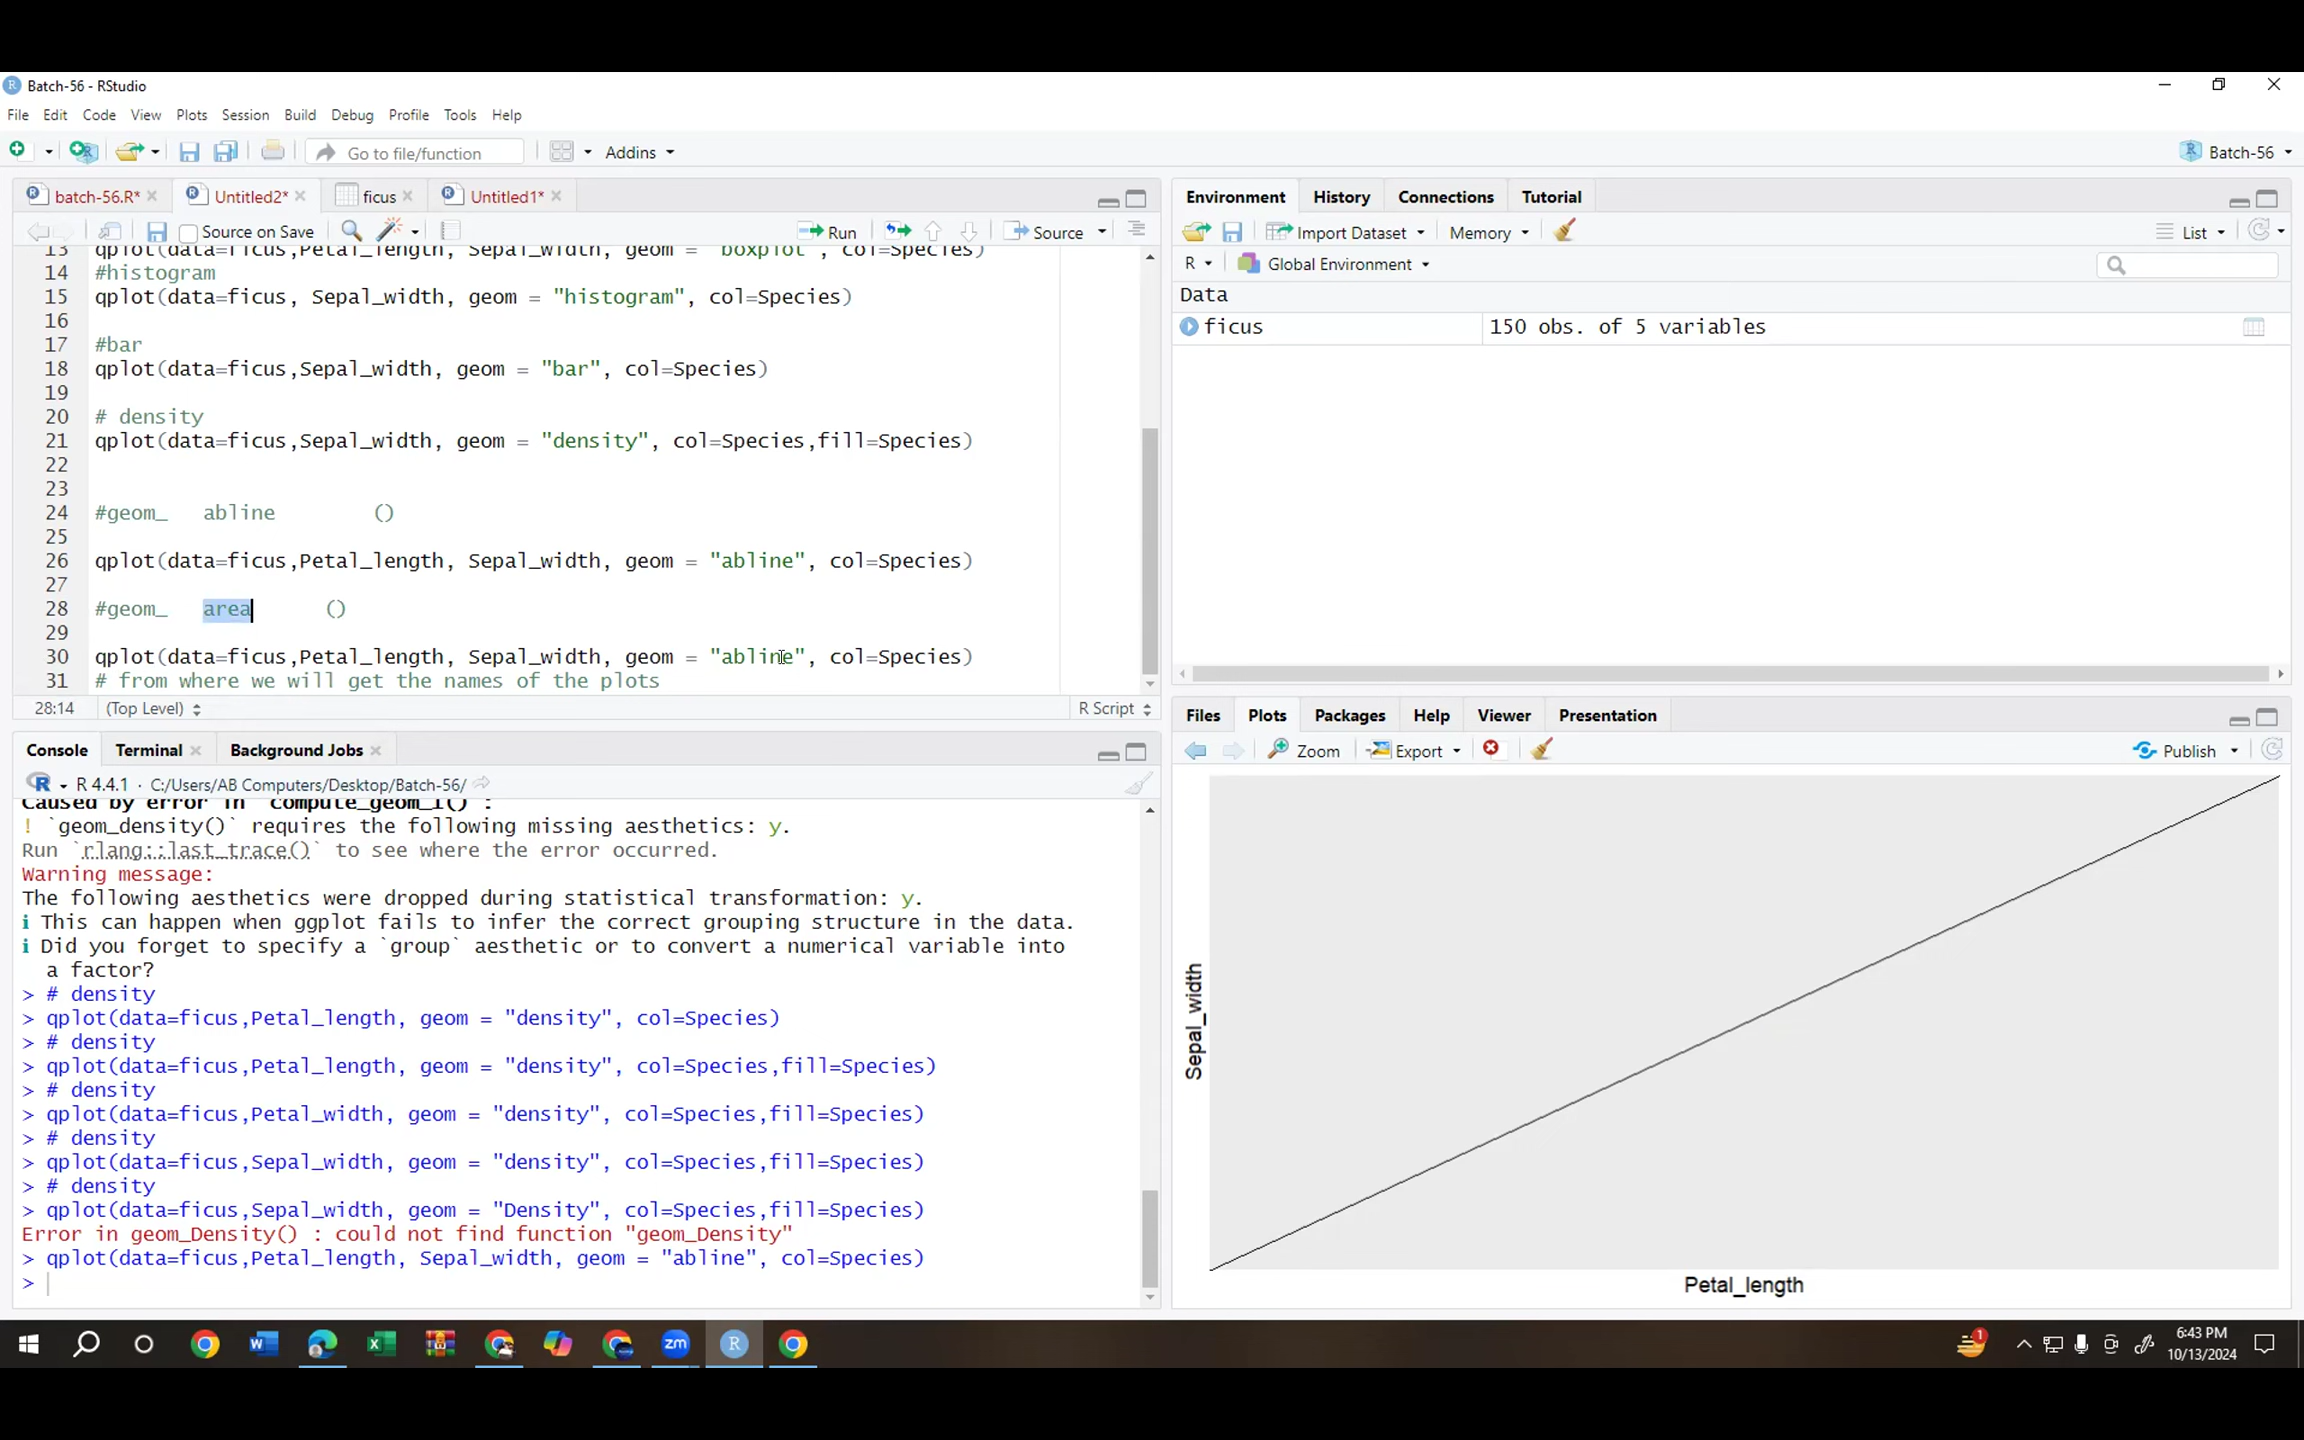 Batch-56 - RStudio
File Edit Code View Plots Session Build Debug Profile Tools Help
Go to file/function Addins Batch-56
batch-56.R* Untitled2* ficus Untitled1*
Source on Save Run Source
13 qplot(data=ficus,Petal_length, Sepal_width, geom = "boxplot", col=Species)
14 #histogram
15 qplot(data=ficus, Sepal_width, geom = "histogram", col=Species)
16
17 #bar
18 qplot(data=ficus,Sepal_width, geom = "bar", col=Species)
19
20 # density
21 qplot(data=ficus,Sepal_width, geom = "density", col=Species,fill=Species)
22
23
24 #geom_ abline ()
25
26 qplot(data=ficus,Petal_length, Sepal_width, geom = "abline", col=Species)
27
28 #geom_ area ()
29
30 qplot(data=ficus,Petal_length, Sepal_width, geom = "abline", col=Species)
31 # from where we will get the names of the plots
28:14 (Top Level) R Script
Console Terminal Background Jobs
R 4.4.1 · C:/Users/AB Computers/Desktop/Batch-56/
Caused by error in `compute_geom_1()`:
! `geom_density()` requires the following missing aesthetics: y.
Run `rlang::last_trace()` to see where the error occurred.
Warning message:
The following aesthetics were dropped during statistical transformation: y.
i This can happen when ggplot fails to infer the correct grouping structure in the data.
i Did you forget to specify a `group` aesthetic or to convert a numerical variable into
a factor?
> # density
> qplot(data=ficus,Petal_length, geom = "density", col=Species)
> # density
> qplot(data=ficus,Petal_length, geom = "density", col=Species,fill=Species)
> # density
> qplot(data=ficus,Petal_width, geom = "density", col=Species,fill=Species)
> # density
> qplot(data=ficus,Sepal_width, geom = "density", col=Species,fill=Species)
> # density
> qplot(data=ficus,Sepal_width, geom = "Density", col=Species,fill=Species)
Error in geom_Density() : could not find function "geom_Density"
> qplot(data=ficus,Petal_length, Sepal_width, geom = "abline", col=Species)
>
Environment History Connections Tutorial
Import Dataset Memory List
R Global Environment
Data
ficus 150 obs. of 5 variables
Files Plots Packages Help Viewer Presentation
Zoom Export Publish
Sepal_width
Petal_length
6:43 PM
10/13/2024